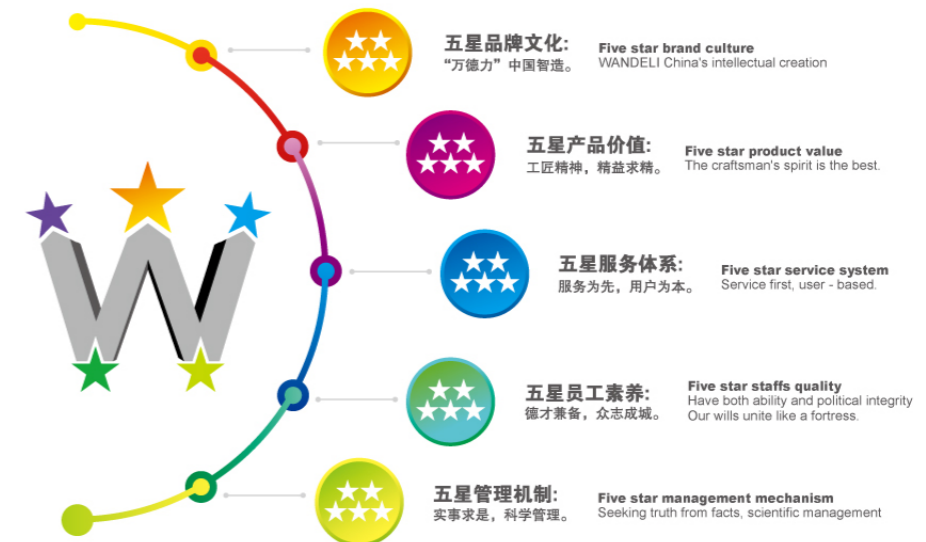 五星品牌文化:
“万德力”中国智造。
Five star brand culture
WANDELI China's intellectual creation
五星产品价值:
工匠精神，精益求精。
Five star product value
The craftsman's spirit is the best.
五星服务体系:
服务为先，用户为本。
Five star service system
Service first, user - based.
五星员工素养:
德才兼备，众志成城。
Five star staffs quality
Have both ability and political integrity
Our wills unite like a fortress.
五星管理机制:
实事求是，科学管理。
Five star management mechanism
Seeking truth from facts, scientific management
W